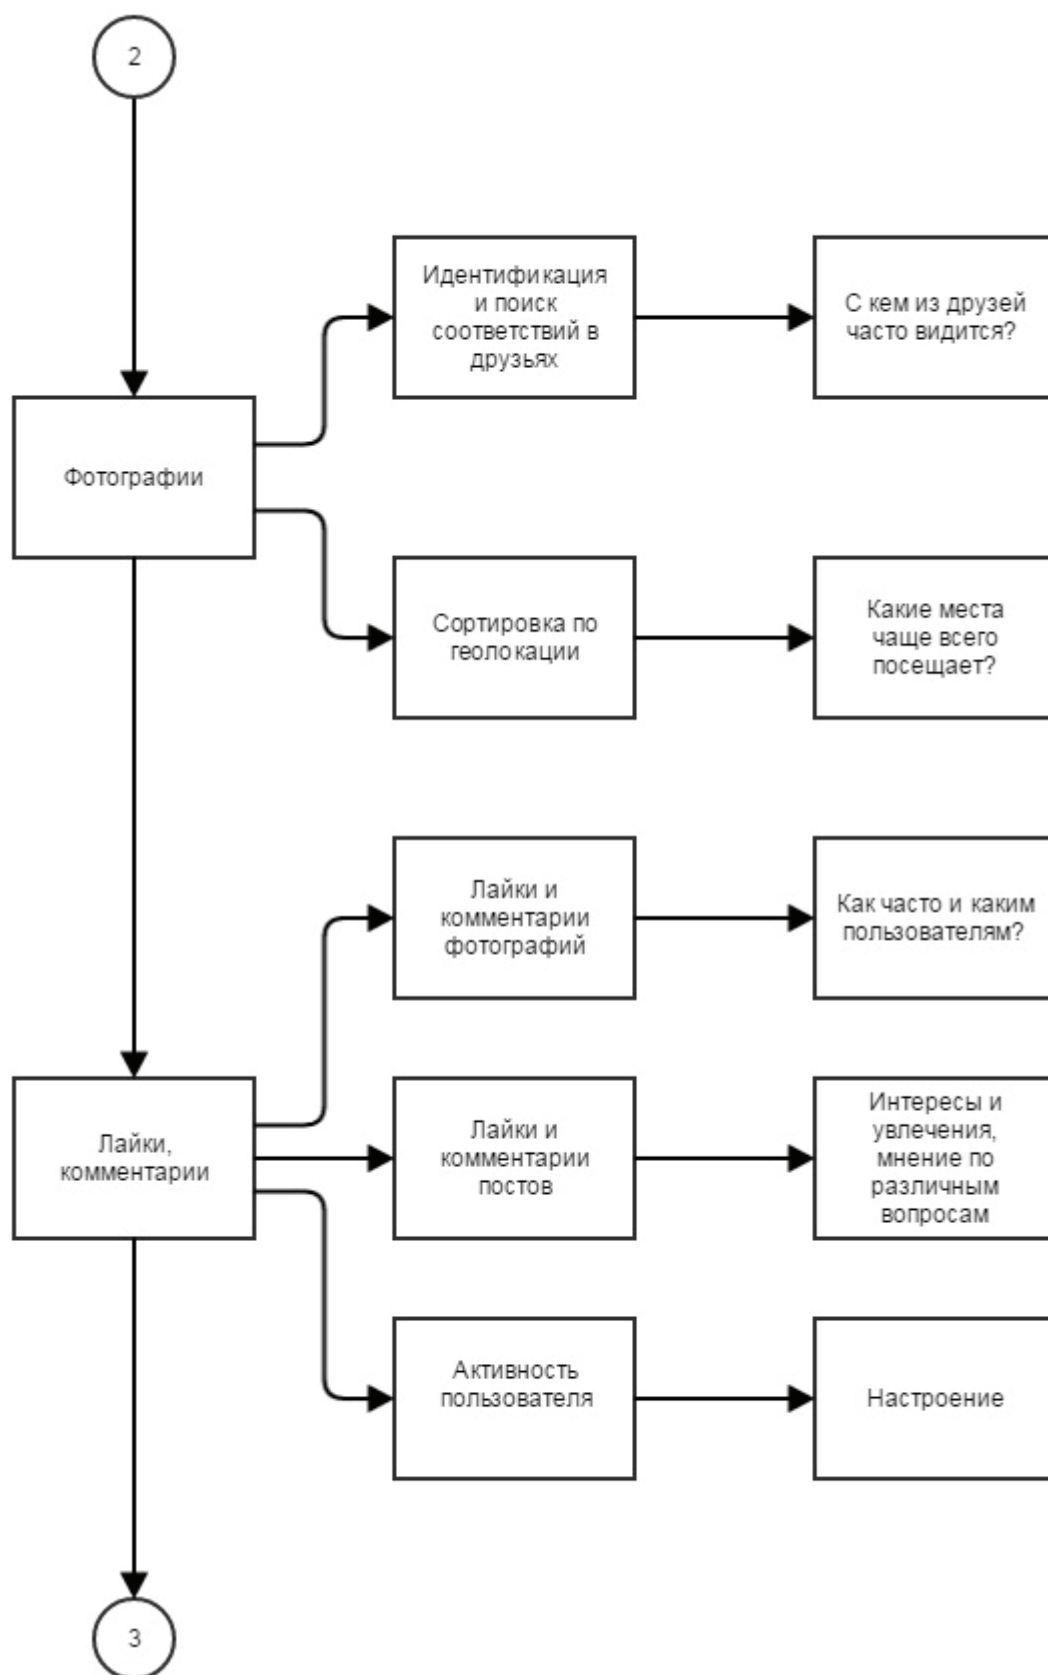 2
Идентификация
и поиск
соответствий в
друзьях
С кем из друзей
часто видится?
Фотографии
Сортировка по
геолокации
Какие места
чаще всего
посещает?
Лайки и
комментарии
фотографий
Как часто и каким
пользователям?
Лайки,
комментарии
Лайки и
комментарии
постов
Интересы и
увлечения,
мнение по
различным
вопросам
Активность
пользователя
Настроение
3